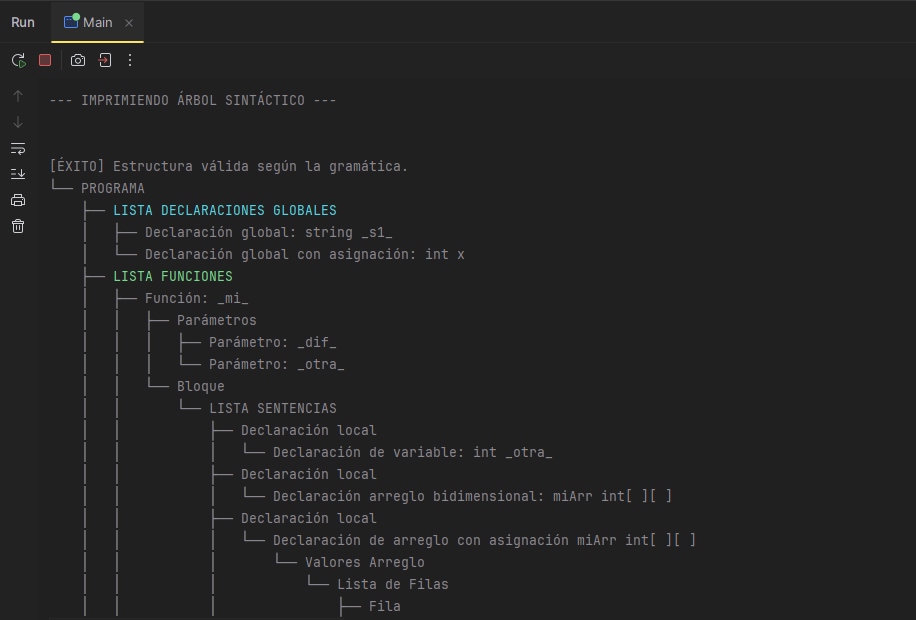 Run Main
--- IMPRIMIENDO ÁRBOL SINTÁCTICO ---
[ÉXITO] Estructura válida según la gramática.
└── PROGRAMA
    ├── LISTA DECLARACIONES GLOBALES
    │   ├── Declaración global: string _s1_
    │   └── Declaración global con asignación: int x
    ├── LISTA FUNCIONES
    │   ├── Función: _mi_
    │   │   ├── Parámetros
    │   │   │   ├── Parámetro: _dif_
    │   │   │   └── Parámetro: _otra_
    │   │   └── Bloque
    │   │       └── LISTA SENTENCIAS
    │   │           ├── Declaración local
    │   │           │   └── Declaración de variable: int _otra_
    │   │           ├── Declaración local
    │   │           │   └── Declaración arreglo bidimensional: miArr int[ ][ ]
    │   │           ├── Declaración local
    │   │           │   └── Declaración de arreglo con asignación miArr int[ ][ ]
    │   │           │       └── Valores Arreglo
    │   │           │           └── Lista de Filas
    │   │           │               ├── Fila